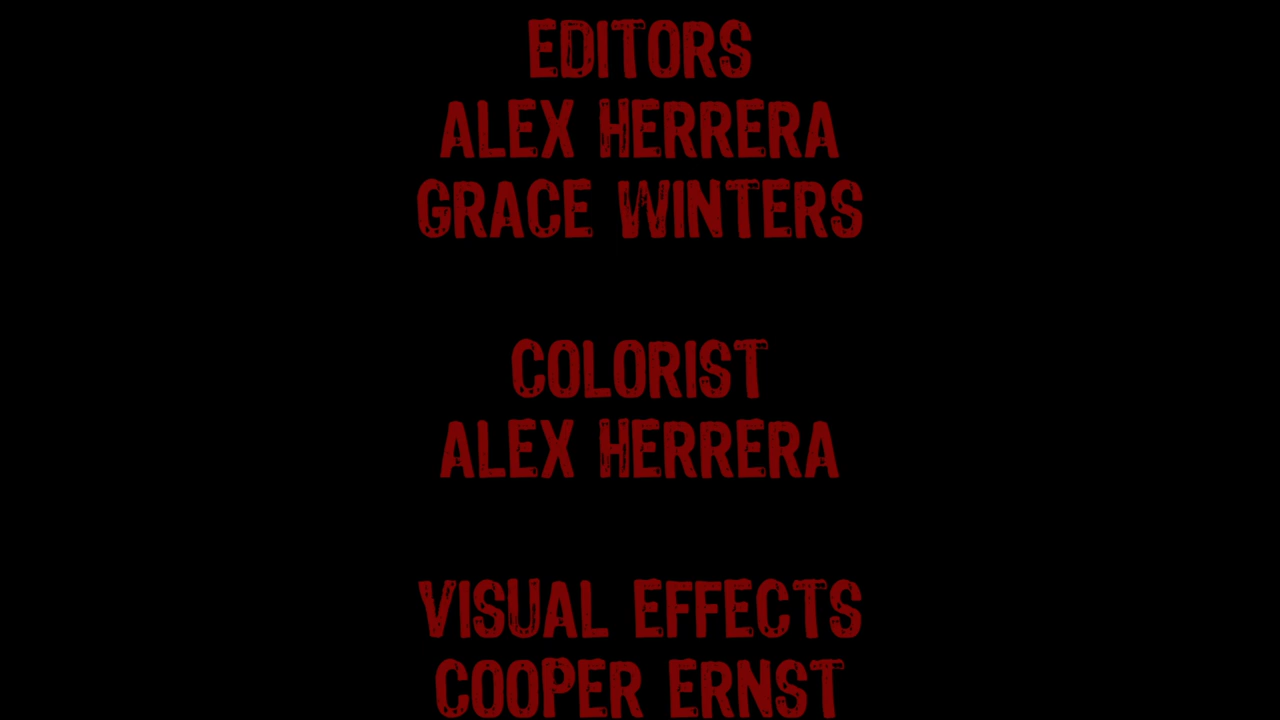 EDITORS
ALEX HERRERA
GRACE WINTERS
COLORIST
ALEX HERRERA
VISUAL EFFECTS
COOPER ERNST